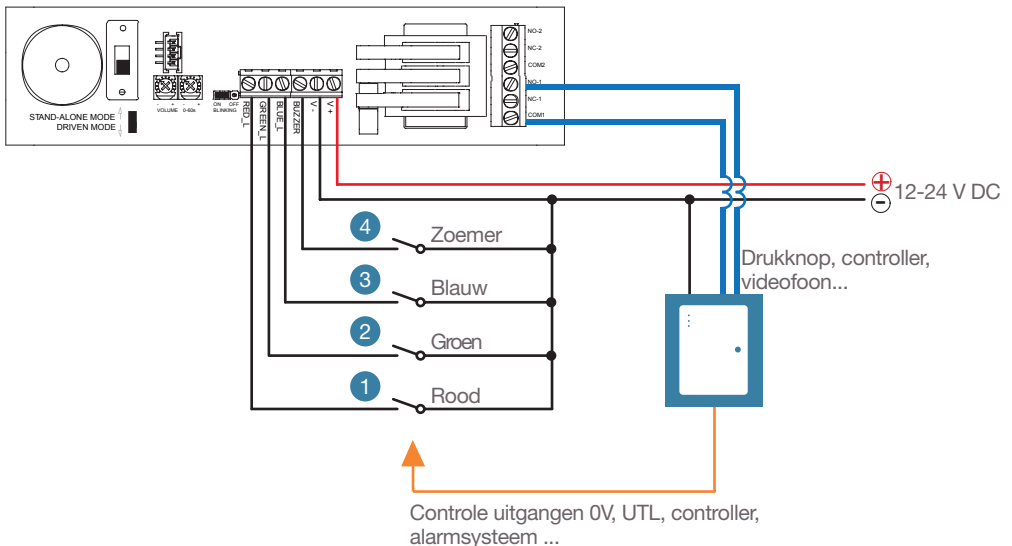 NO-2
NC-2
COM2
NO-1
NC-1
COM1
- +
- +
VOLUME 0-60s
ON OFF
BLINKING
STAND-ALONE MODE
DRIVEN MODE
RED_L
GREEN_L
BLUE_L
BUZZER
V -
V +
+ 12-24 V DC
-
4 Zoemer
3 Blauw
2 Groen
1 Rood
Drukknop, controller,
videofoon...
Controle uitgangen 0V, UTL, controller,
alarmsysteem ...